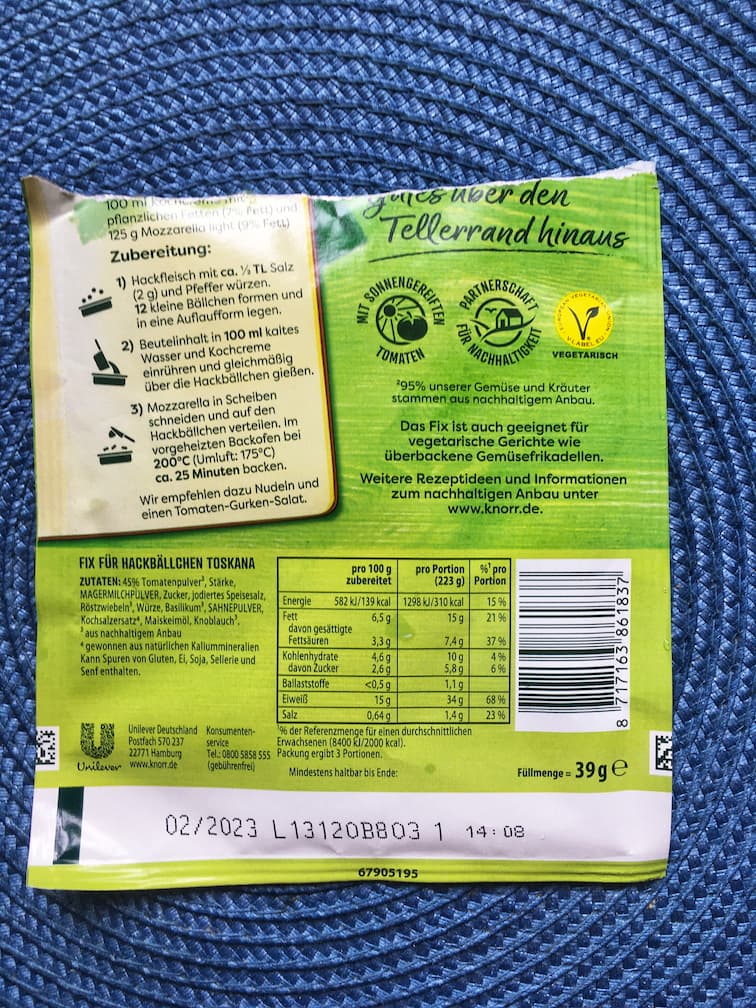 100 ml
pflanzlichen Fetten (7% Fett) und
125 g Mozzarella light (9% Fett)
Zubereitung:
1) Hackfleisch mit ca. ⅓ TL Salz
(2 g) und Pfeffer würzen.
12 kleine Bällchen formen und
in eine Auflaufform legen.
2) Beutelinhalt in 100 ml kaltes
Wasser und Kochcreme
einrühren und gleichmäßig
über die Hackbällchen gießen.
3) Mozzarella in Scheiben
schneiden und auf den
Hackbällchen verteilen. Im
vorgeheizten Backofen bei
200°C (Umluft: 175°C)
ca. 25 Minuten backen.
Wir empfehlen dazu Nudeln und
einen Tomaten-Gurken-Salat.
gutes über den
Tellerrand hinaus
MIT SONNENGEREIFTEN
TOMATEN
PARTNERSCHAFT
FÜR NACHHALTIGKEIT
VEGETARISCH
²95% unserer Gemüse und Kräuter
stammen aus nachhaltigem Anbau.
Das Fix ist auch geeignet für
vegetarische Gerichte wie
überbackene Gemüsefrikadellen.
Weitere Rezeptideen und Informationen
zum nachhaltigen Anbau unter
www.knorr.de.
FIX FÜR HACKBÄLLCHEN TOSKANA
ZUTATEN: 45% Tomatenpulver³, Stärke,
MAGERMILCHPULVER, Zucker, jodiertes Speisesalz,
Röstzwiebeln³, Würze, Basilikum³, SAHNEPULVER,
Kochsalzersatz⁴, Maiskeimöl, Knoblauch³.
³ aus nachhaltigem Anbau
⁴ gewonnen aus natürlichen Kaliummineralien
Kann Spuren von Gluten, Ei, Soja, Sellerie und
Senf enthalten.
pro 100 g pro Portion %¹ pro
zubereitet (223 g) Portion
Energie 582 kJ/139 kcal 1298 kJ/310 kcal 15 %
Fett 6,5 g 15 g 21 %
davon gesättigte
Fettsäuren 3,3 g 7,4 g 37 %
Kohlenhydrate 4,6 g 10 g 4 %
davon Zucker 2,6 g 5,8 g 6 %
Ballaststoffe <0,5 g 1,1 g
Eiweiß 15 g 34 g 68 %
Salz 0,64 g 1,4 g 23 %
¹% der Referenzmenge für einen durchschnittlichen
Erwachsenen (8400 kJ/2000 kcal).
Packung ergibt 3 Portionen.
8 717163 861837
Unilever
Unilever Deutschland
Postfach 570 237
22771 Hamburg
www.knorr.de
Konsumenten-
service
Tel.: 0800 5858 555
(gebührenfrei)
Mindestens haltbar bis Ende:
Füllmenge = 39 g e
02/2023 L13120B803 1 14:08
67905195